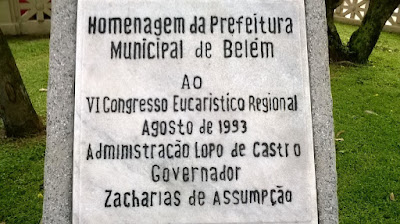 Homenagem da Prefeitura
Municipal de Belém
Ao
VI Congresso Eucaristico Regional
Agosto de 1993
Administração Lopo de Castro
Governador
Zacharias de Assumpção